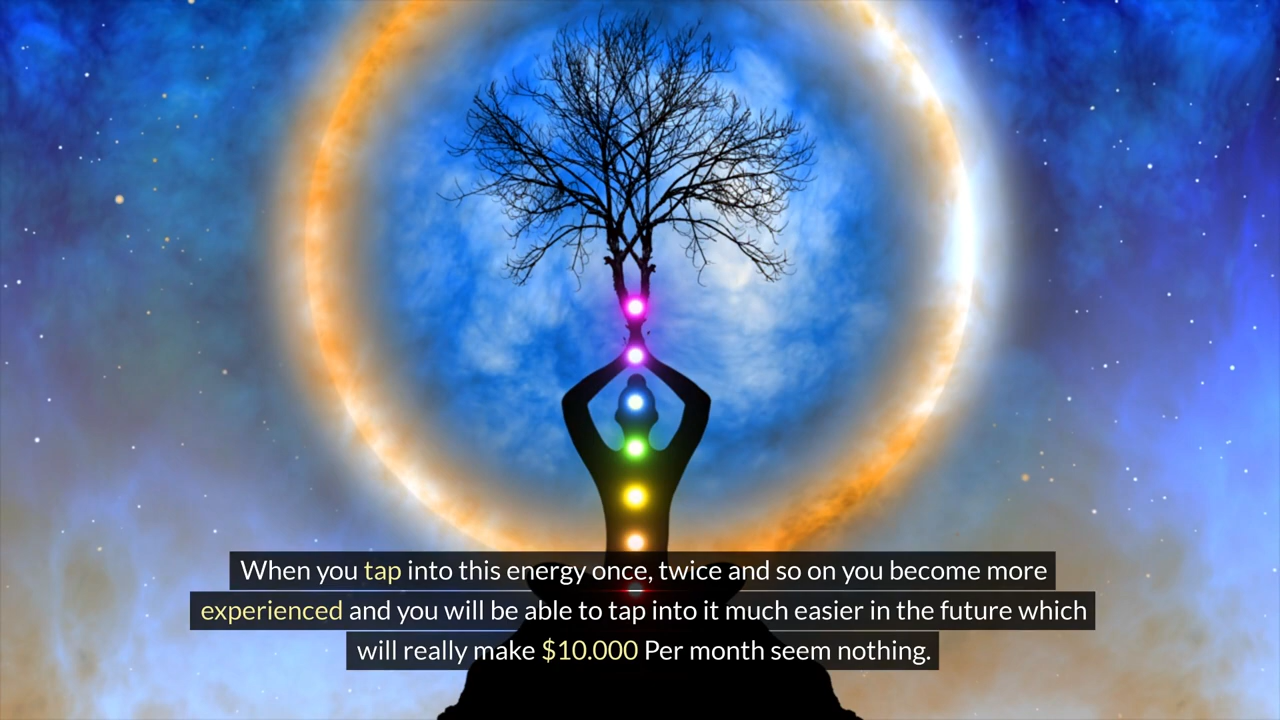 When you tap into this energy once, twice and so on you become more
experienced and you will be able to tap into it much easier in the future which
will really make $10.000 Per month seem nothing.